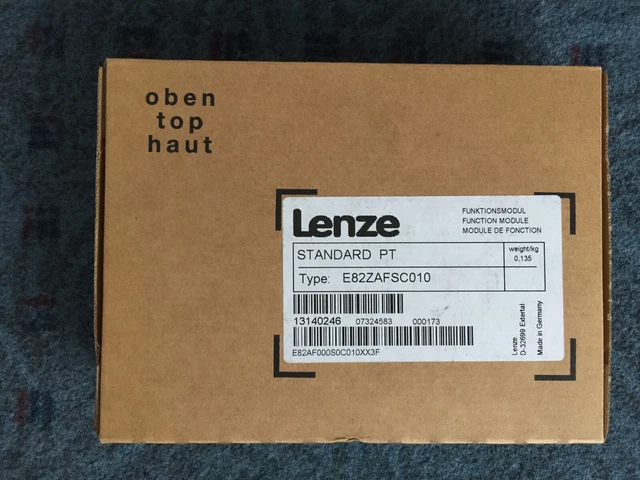 oben
top
haut
Lenze
FUNKTIONSMODUL
FUNCTION MODULE
MODULE DE FONCTION
STANDARD PT
weight/kg
0,135
Type: E82ZAFSC010
13140246 07324583 000173
E82AF000S0C010XX3F
Lenze
D-32699 Extertal
Made in Germany